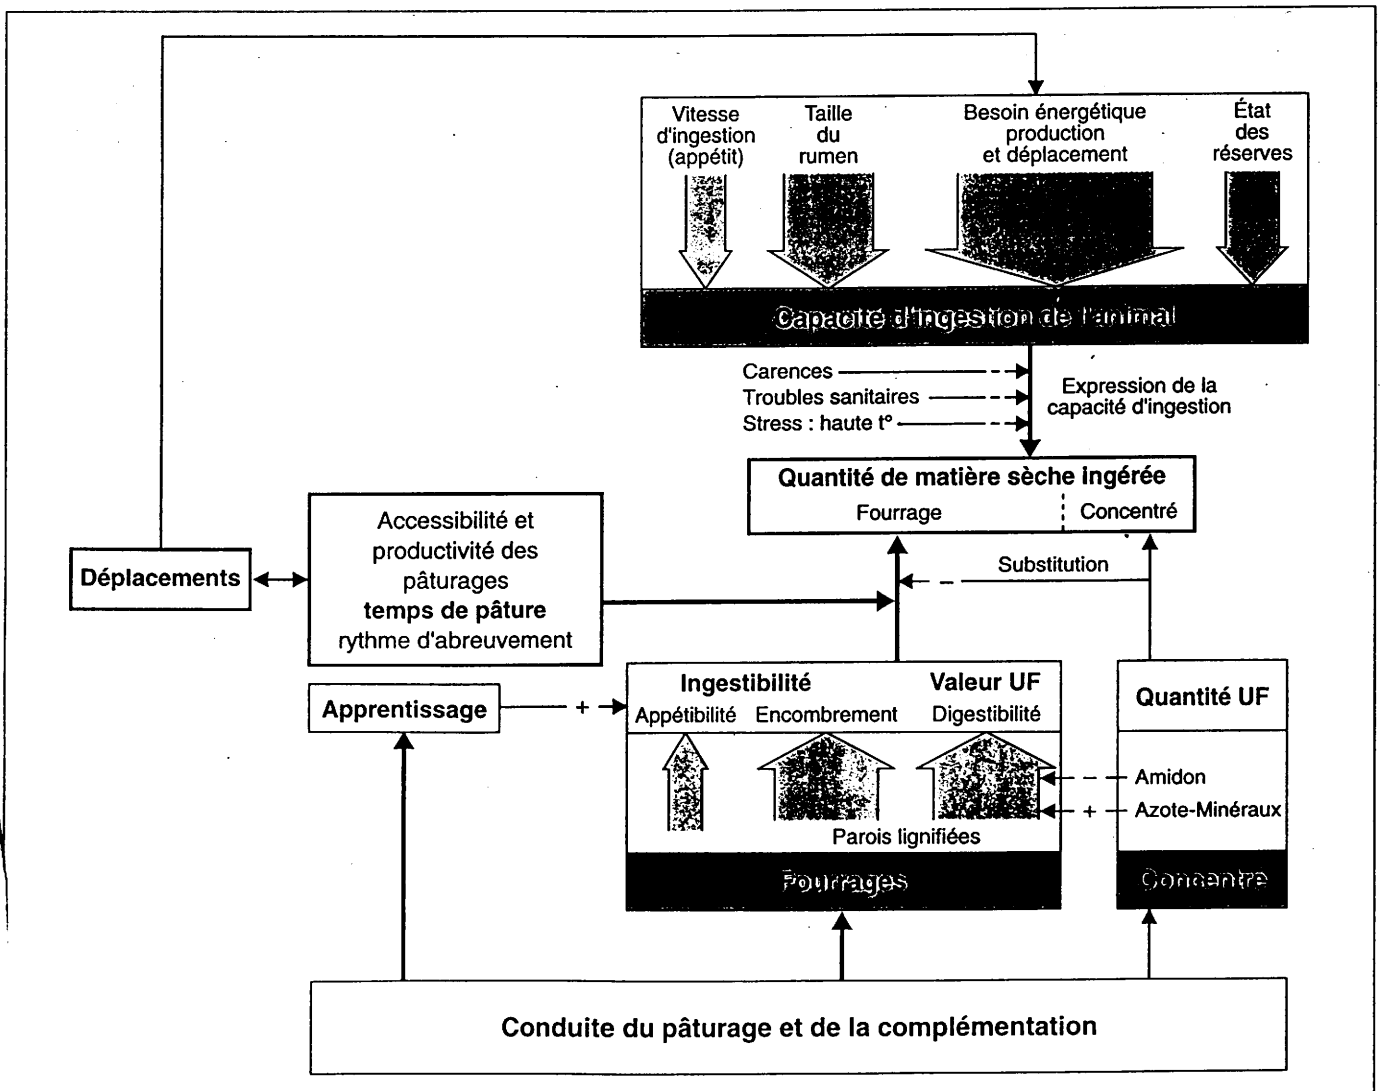 Vitesse
d'ingestion
(appétit)
Taille
du
rumen
Besoin énergétique
production
et déplacement
État
des
réserves
Capacité d'ingestion de l'animal
Carences
Troubles sanitaires
Stress : haute t°
Expression de la
capacité d'ingestion
Quantité de matière sèche ingérée
Fourrage
Concentré
Substitution
Déplacements
Accessibilité et
productivité des
pâturages
temps de pâture
rythme d'abreuvement
Apprentissage
Ingestibilité
Valeur UF
Appétibilité
Encombrement
Digestibilité
Parois lignifiées
Fourrages
Quantité UF
Amidon
Azote-Minéraux
Concentré
Conduite du pâturage et de la complémentation